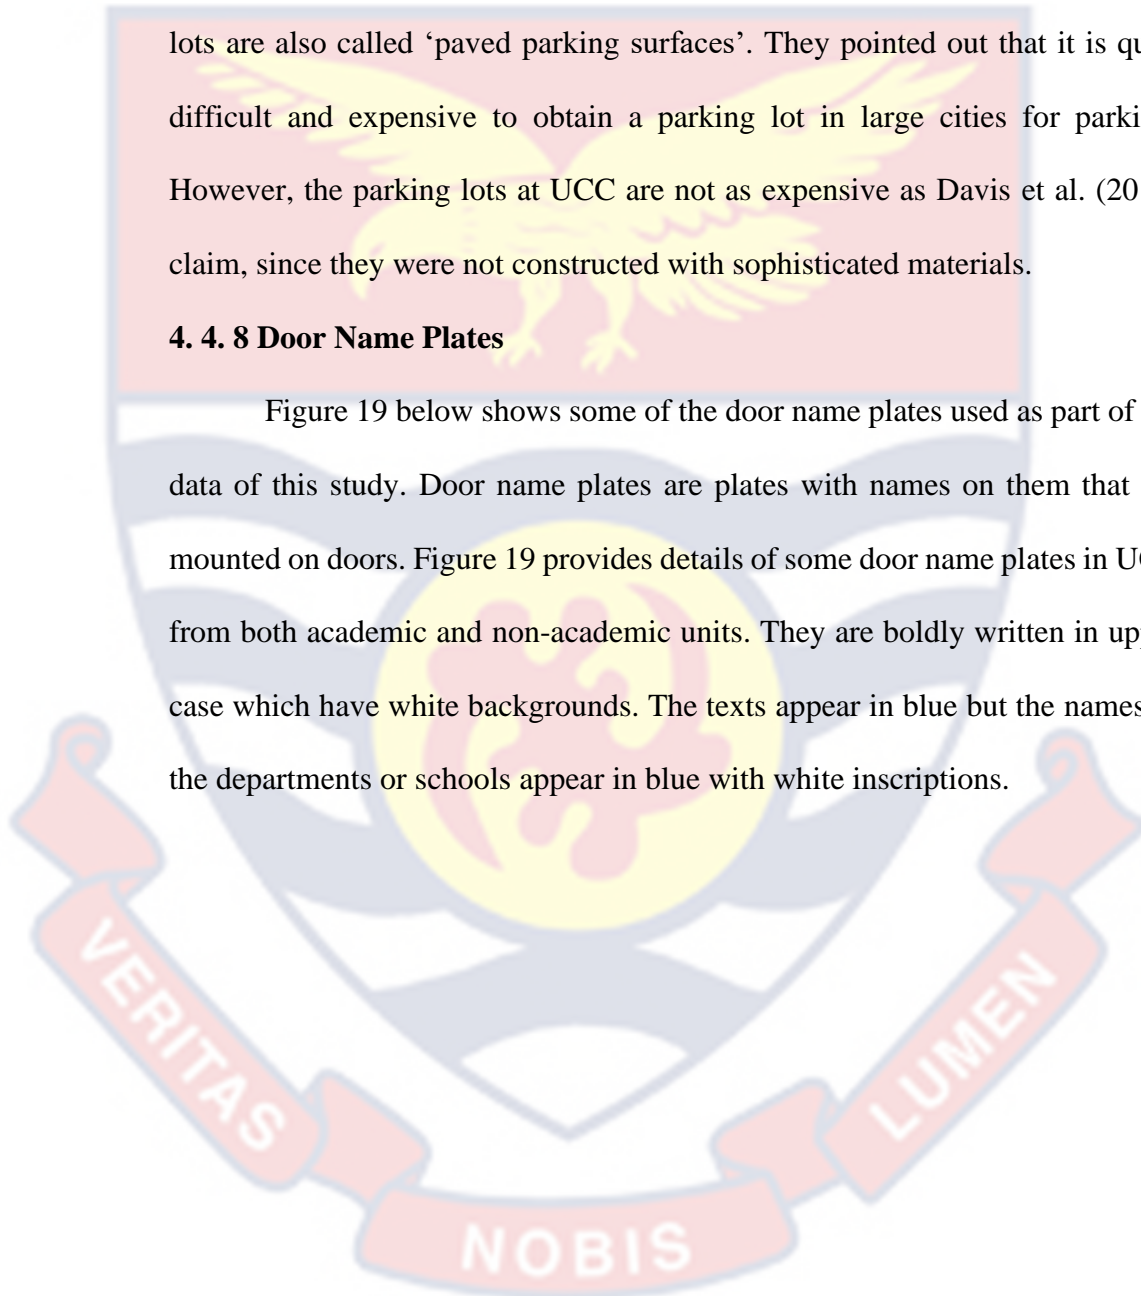 lots are also called ‘paved parking surfaces’. They pointed out that it is qu
difficult and expensive to obtain a parking lot in large cities for parki
However, the parking lots at UCC are not as expensive as Davis et al. (20
claim, since they were not constructed with sophisticated materials.
4. 4. 8 Door Name Plates
Figure 19 below shows some of the door name plates used as part of
data of this study. Door name plates are plates with names on them that
mounted on doors. Figure 19 provides details of some door name plates in U
from both academic and non-academic units. They are boldly written in up
case which have white backgrounds. The texts appear in blue but the names
the departments or schools appear in blue with white inscriptions.
VERITAS
NOBIS
LUMEN